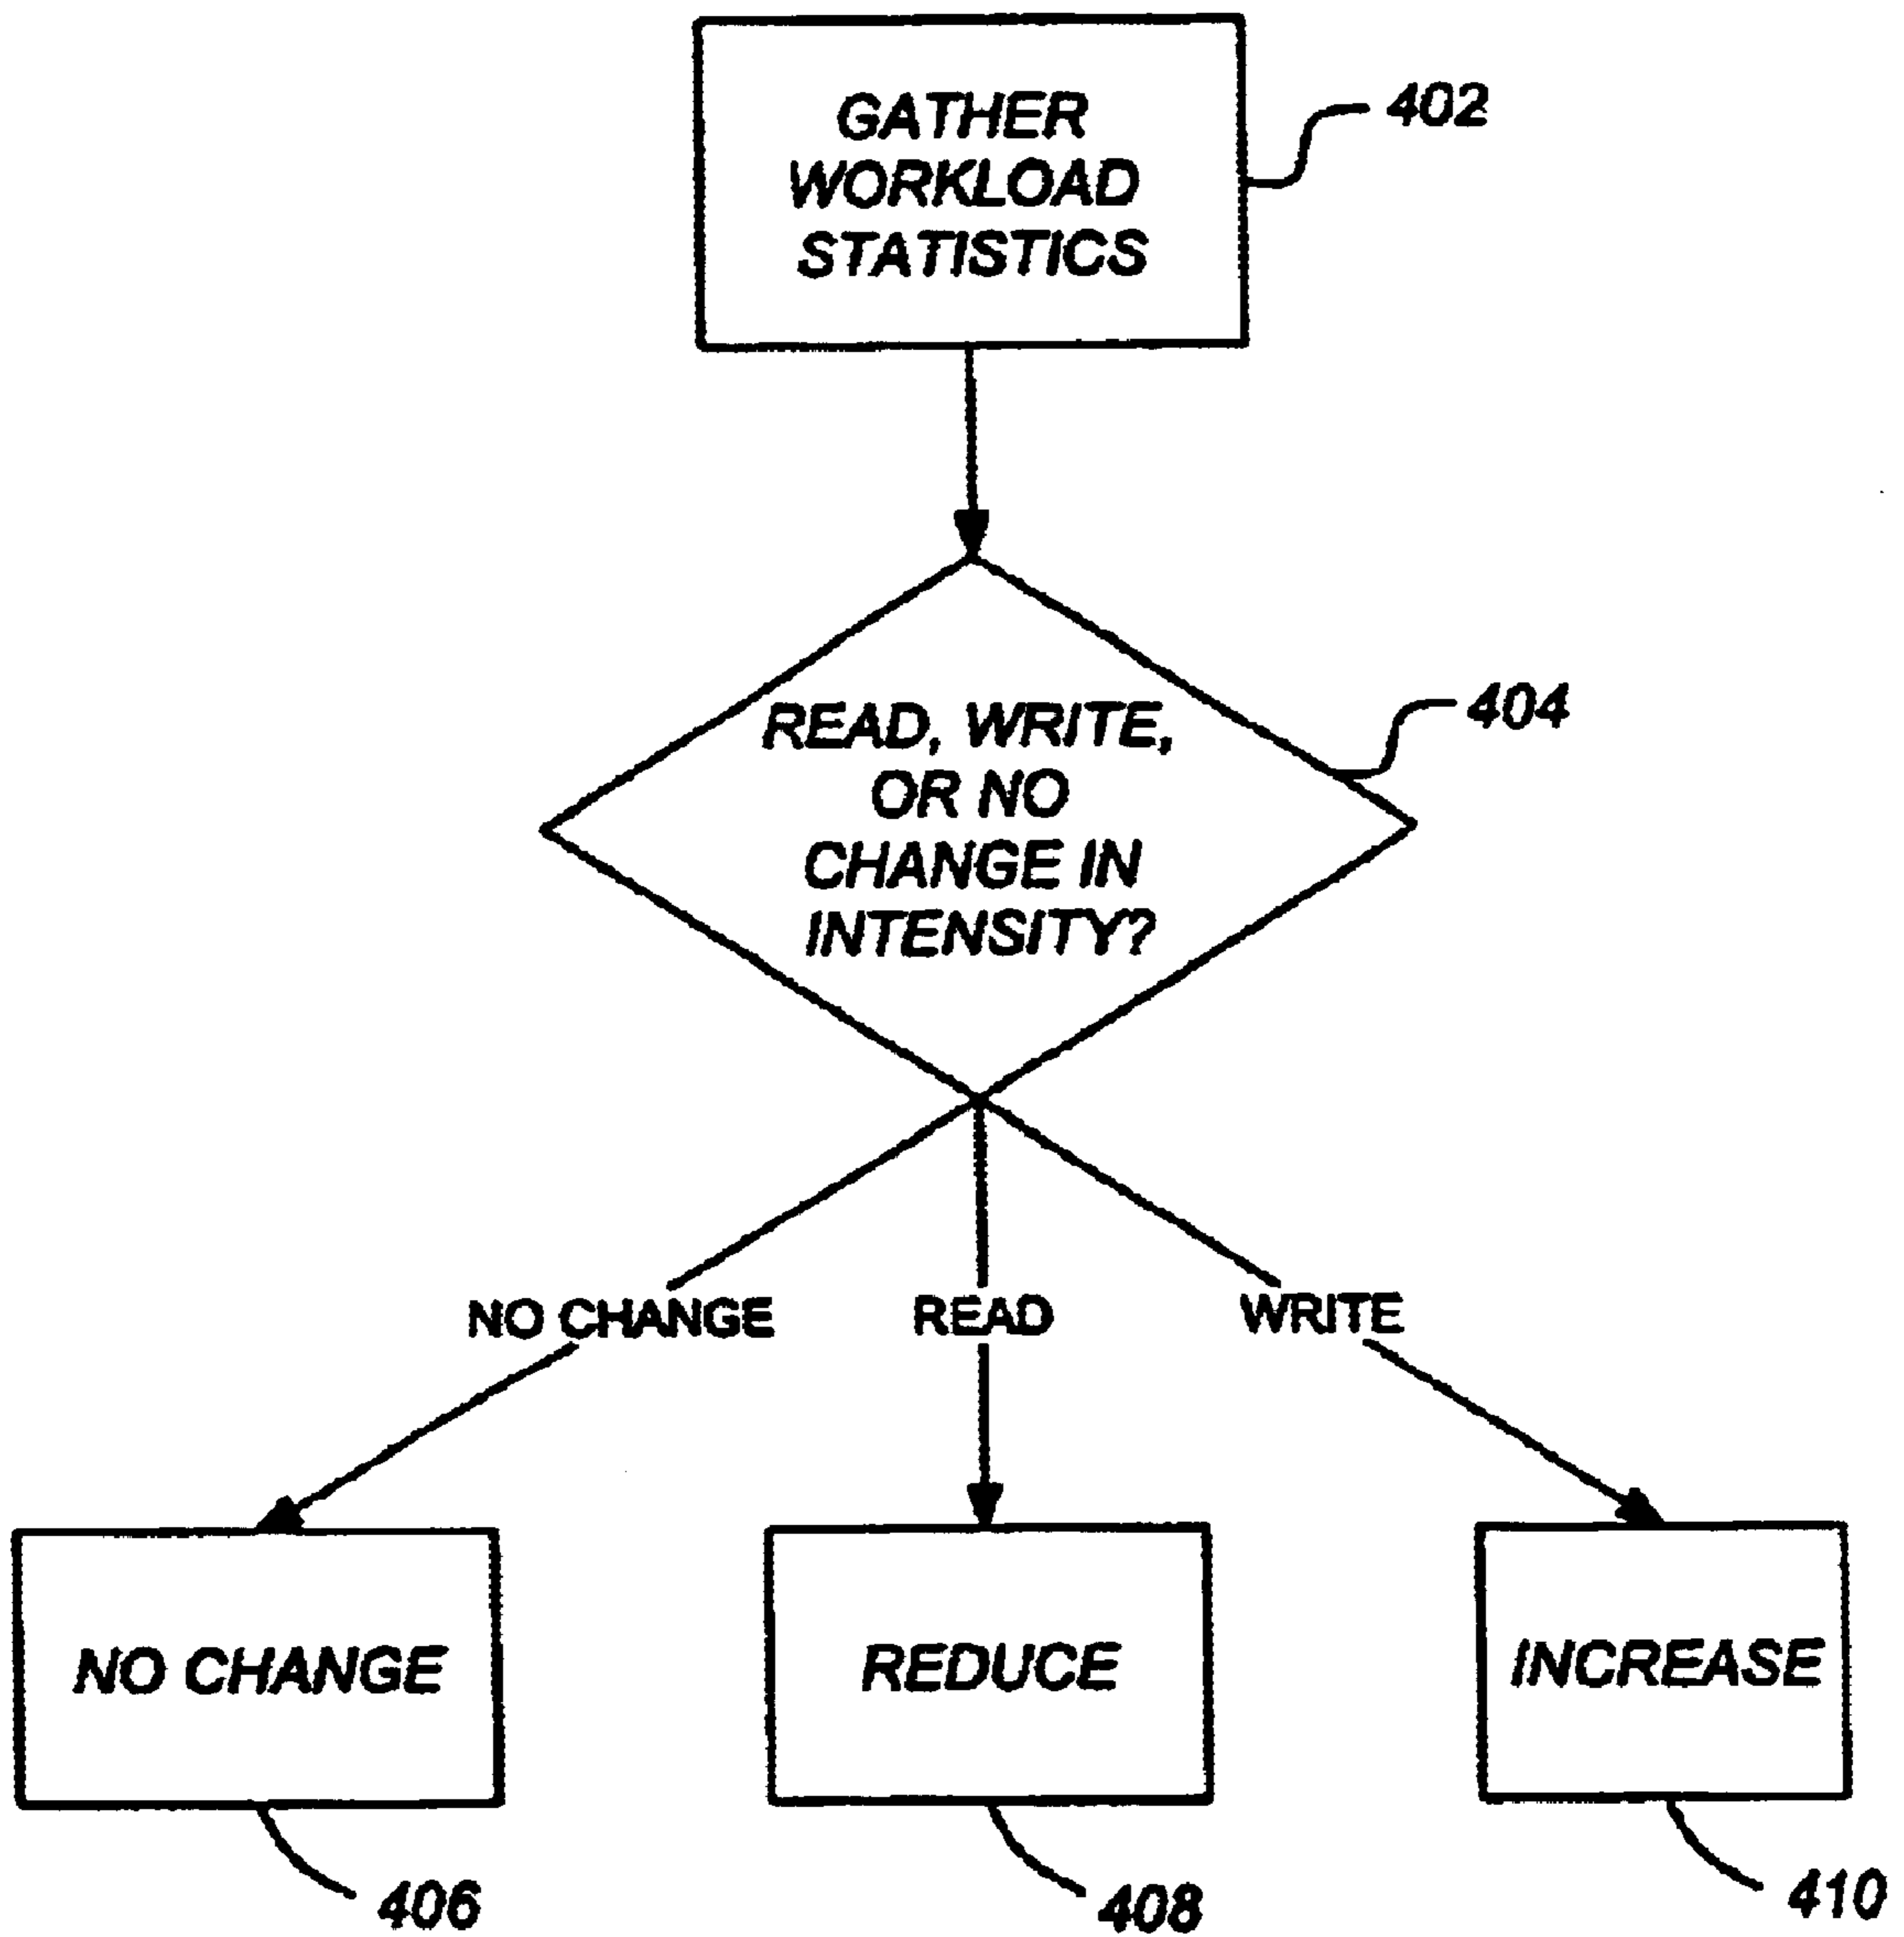 GATHER
WORKLOAD
STATISTICS
402
READ, WRITE,
OR NO
CHANGE IN
INTENSITY?
404
NO CHANGE
READ
WRITE
NO CHANGE
REDUCE
INCREASE
406
408
410